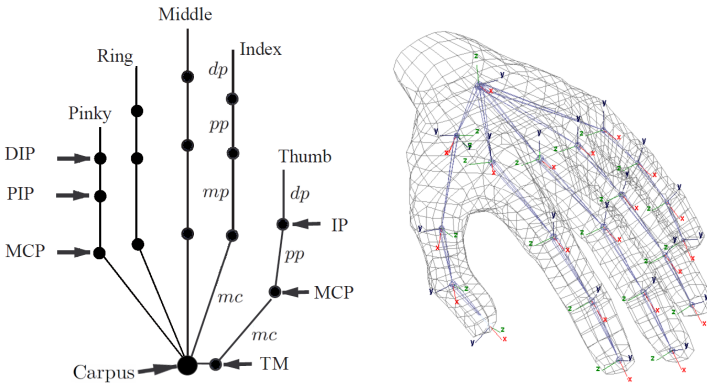 Middle
Ring
Index
dp
Pinky
pp
DIP
Thumb
PIP
mp
dp
IP
MCP
pp
mc
MCP
mc
Carpus
TM
z
y
x
y
y
z
x
y
z
y
x
z
x
y
z
x
y
x
y
z
x
y
z
x
y
z
x
y
z
x
y
z
x
y
z
x
y
z
x